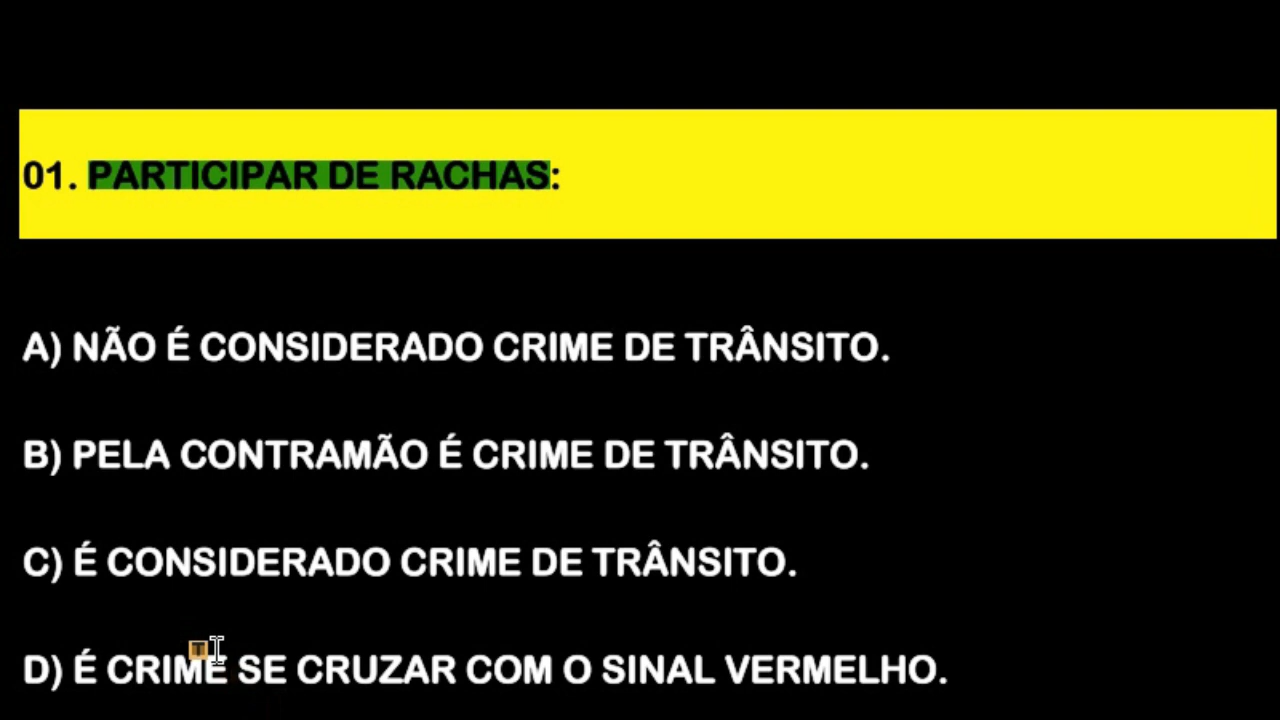 01. PARTICIPAR DE RACHAS:
A) NÃO É CONSIDERADO CRIME DE TRÂNSITO.
B) PELA CONTRAMÃO É CRIME DE TRÂNSITO.
C) É CONSIDERADO CRIME DE TRÂNSITO.
T
D) É CRIME SE CRUZAR COM O SINAL VERMELHO.